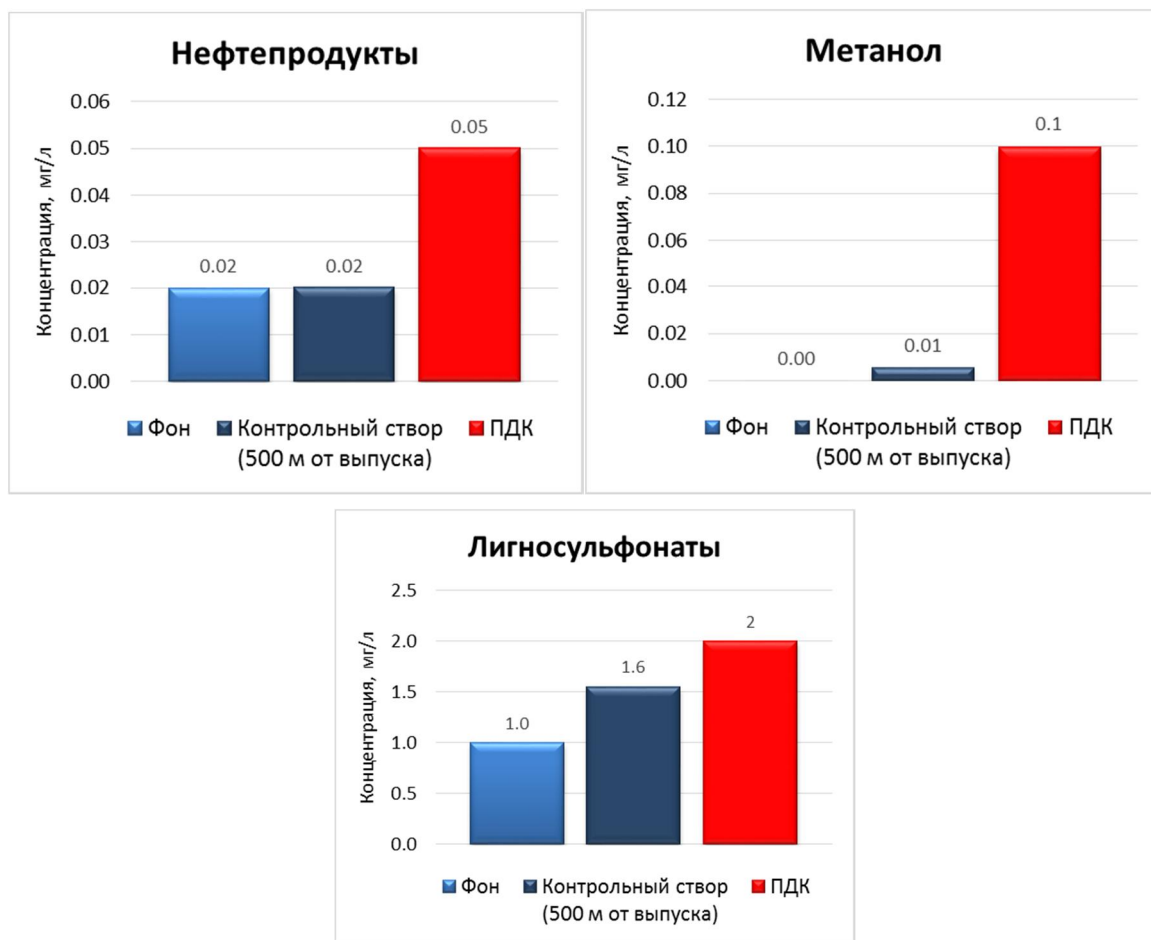 Нефтепродукты
Концентрация, мг/л
0.06
0.05
0.04
0.03
0.02
0.01
0.00
0.02
0.02
0.05
Фон
Контрольный створ
(500 м от выпуска)
ПДК
Метанол
Концентрация, мг/л
0.12
0.10
0.08
0.06
0.04
0.02
0.00
0.00
0.01
0.1
Фон
Контрольный створ
(500 м от выпуска)
ПДК
Лигносульфонаты
Концентрация, мг/л
2.5
2.0
1.5
1.0
0.5
0.0
1.0
1.6
2
Фон
Контрольный створ
(500 м от выпуска)
ПДК